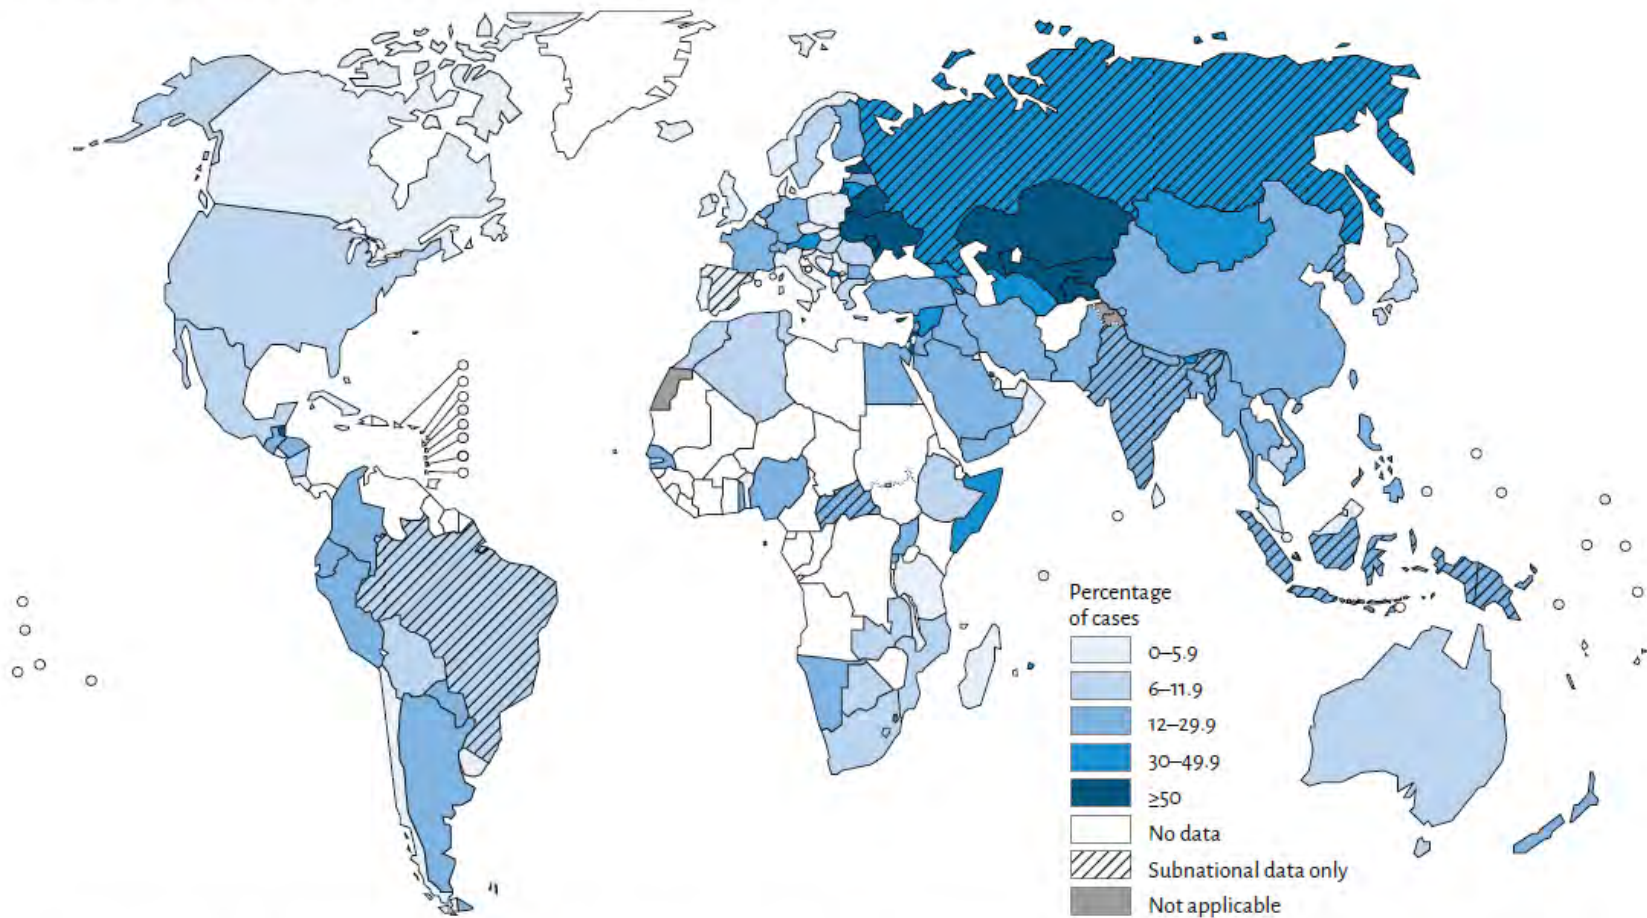 Percentage
of cases
0–5.9
6–11.9
12–29.9
30–49.9
≥50
No data
Subnational data only
Not applicable